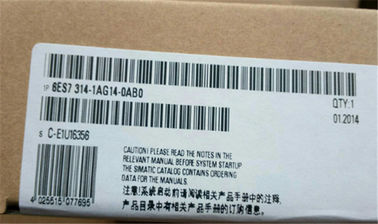 1P 6ES7 314-1AG14-0AB0
QTY:1
01.2014
S C-E1U16356
CAUTION! PLEASE READ THE NOTES IN THE
RELEVANT MANUAL BEFORE SYSTEM STARTUP
THE SIMATIC CATALOG CONTAINS ORDERING
DATA FOR THE MANUALS.
注意!系统启动前请阅读相关产品手册中的注释。
产品目录中有相关产品手册的订购信息。
4 025515 077695